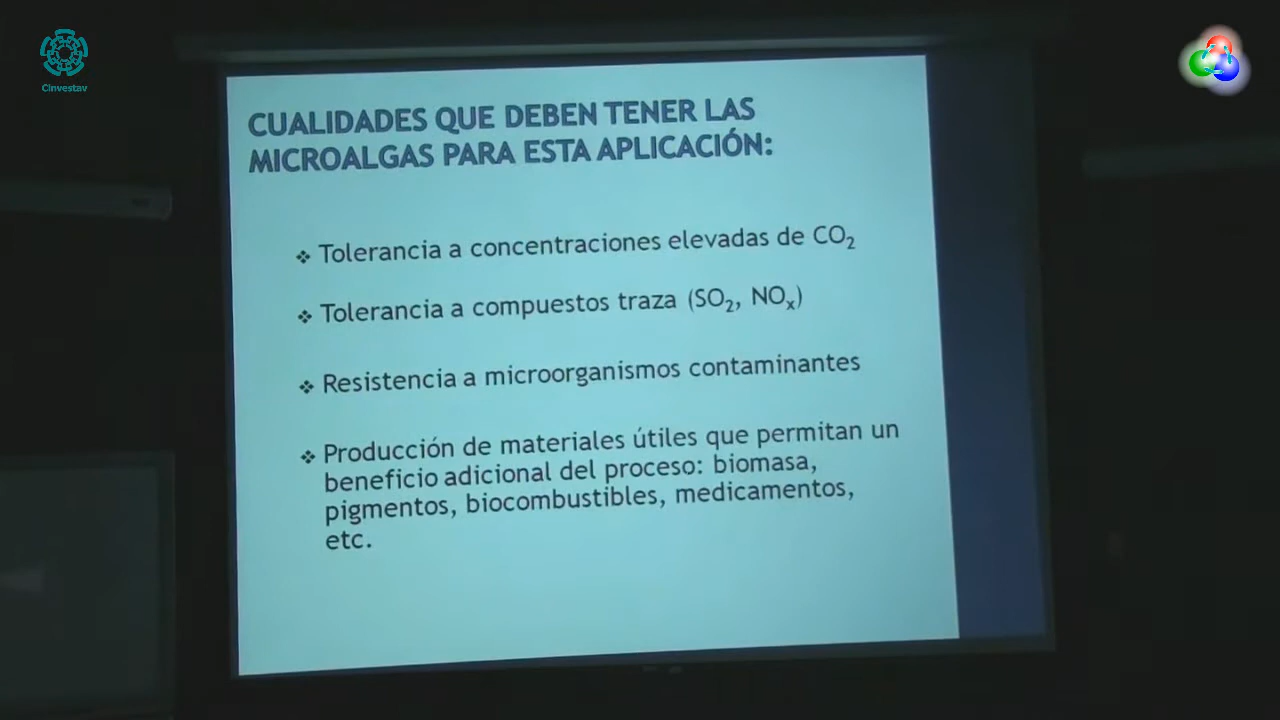 Cinvestav
CUALIDADES QUE DEBEN TENER LAS
MICROALGAS PARA ESTA APLICACIÓN:
❖ Tolerancia a concentraciones elevadas de CO₂
❖ Tolerancia a compuestos traza (SO₂, NOₓ)
❖ Resistencia a microorganismos contaminantes
❖ Producción de materiales útiles que permitan un
beneficio adicional del proceso: biomasa,
pigmentos, biocombustibles, medicamentos,
etc.